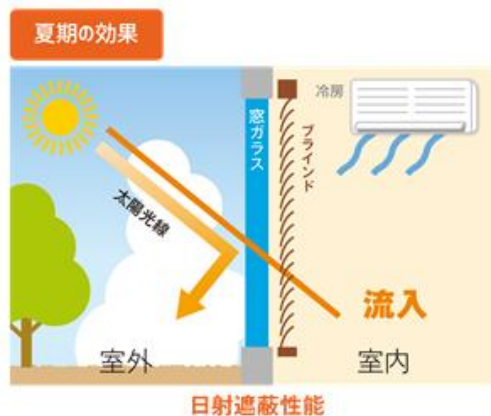 夏期の効果
冷房
窓ガラス
ブラインド
太陽光線
流入
室外
室内
日射遮蔽性能